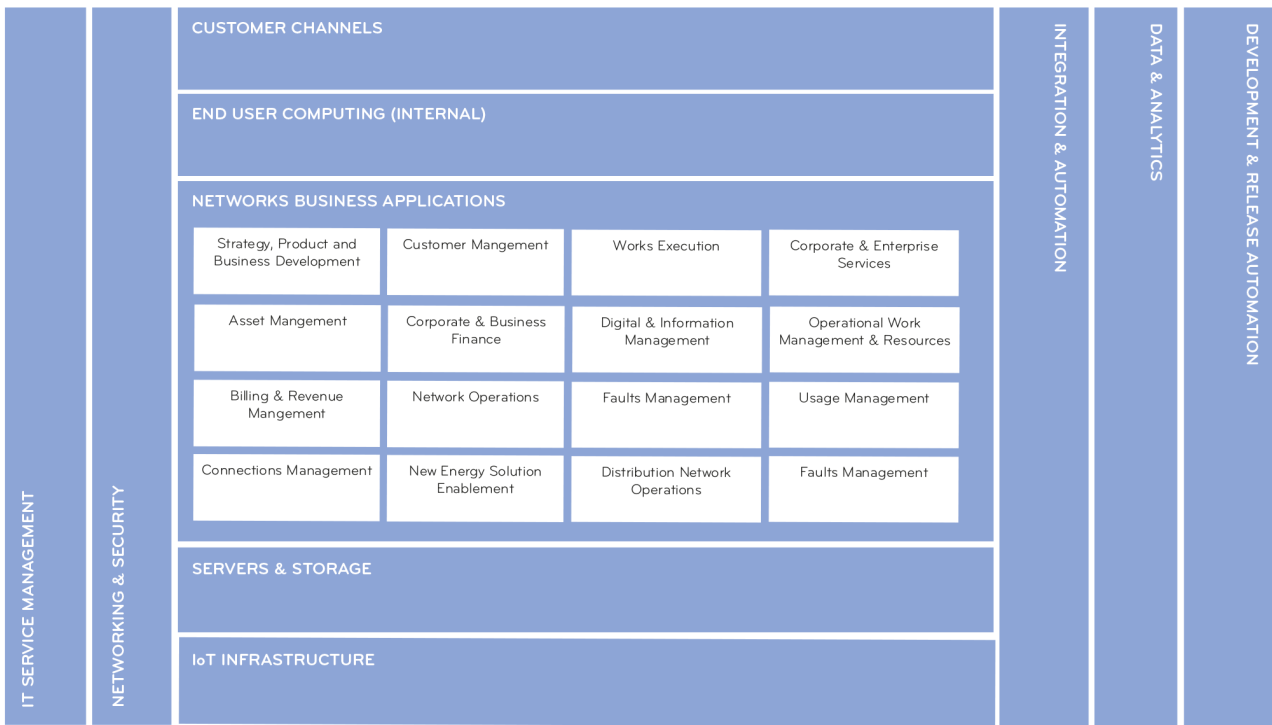 IT SERVICE MANAGEMENT
NETWORKING & SECURITY
CUSTOMER CHANNELS
END USER COMPUTING (INTERNAL)
NETWORKS BUSINESS APPLICATIONS
Strategy, Product and
Business Development
Customer Mangement
Works Execution
Corporate & Enterprise
Services
Asset Mangement
Corporate & Business
Finance
Digital & Information
Management
Operational Work
Management & Resources
Billing & Revenue
Mangement
Network Operations
Faults Management
Usage Management
Connections Management
New Energy Solution
Enablement
Distribution Network
Operations
Faults Management
SERVERS & STORAGE
IoT INFRASTRUCTURE
INTEGRATION & AUTOMATION
DATA & ANALYTICS
DEVELOPMENT & RELEASE AUTOMATION